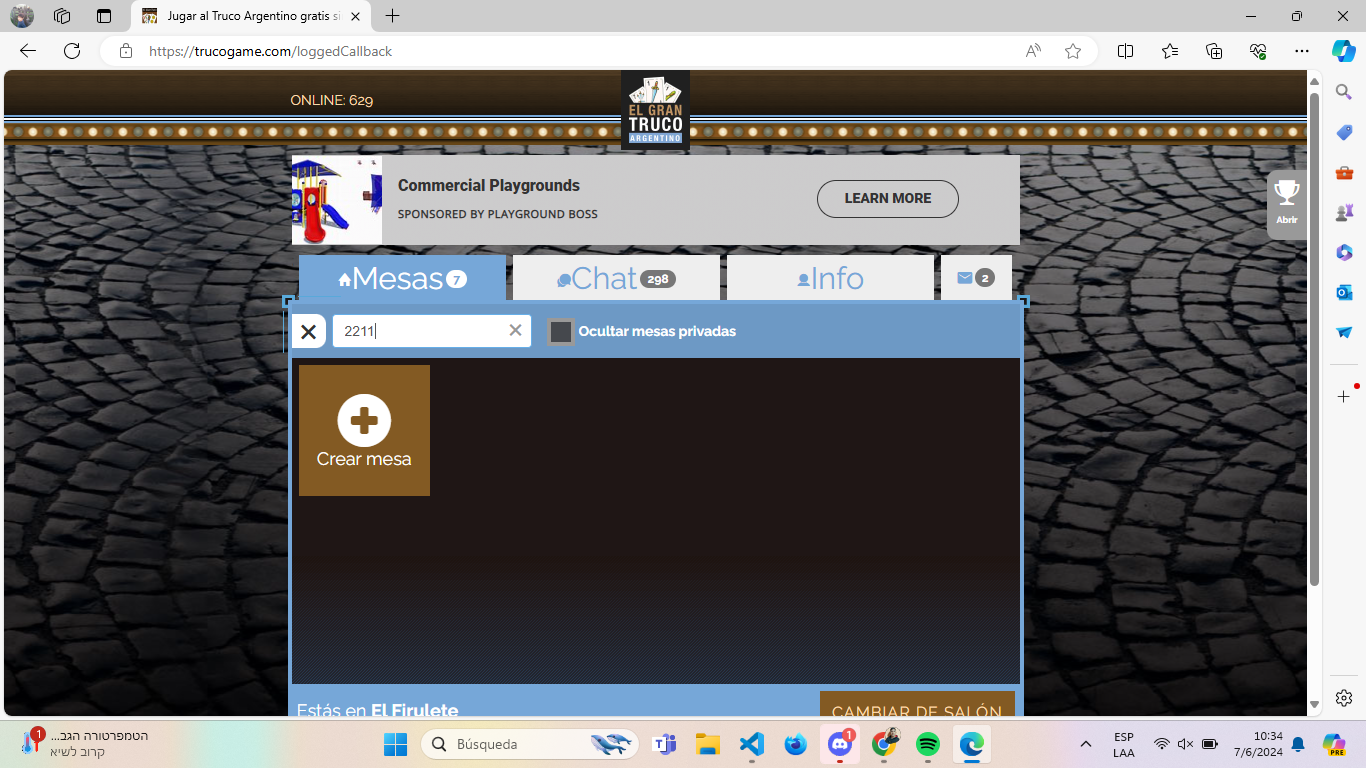 Jugar al Truco Argentino gratis si
https://trucogame.com/loggedCallback
ONLINE: 629
EL GRAN
TRUCO
ARGENTINO
Commercial Playgrounds
SPONSORED BY PLAYGROUND BOSS
LEARN MORE
Abrir
Mesas 7
Chat 298
Info
2
2211
Ocultar mesas privadas
Crear mesa
Estás en El Firulete
CAMBIAR DE SALÓN
1
הטמפרטורה הגב...
קרוב לשיא
Búsqueda
1
PRE
ESP
LAA
10:34
7/6/2024